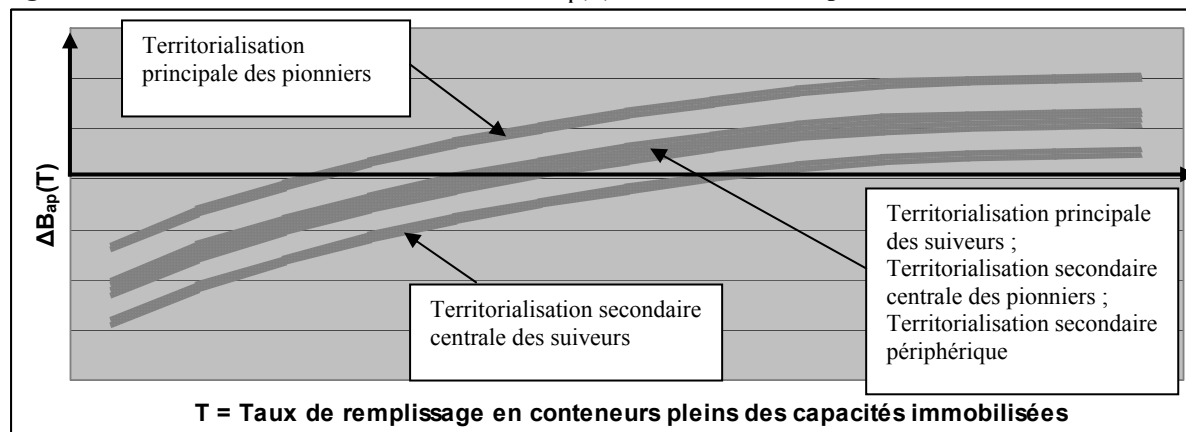 Territorialisation
principale des pionniers
ΔBap(T)
Territorialisation principale
des suiveurs ;
Territorialisation secondaire
centrale des pionniers ;
Territorialisation secondaire
périphérique
Territorialisation secondaire
centrale des suiveurs
T = Taux de remplissage en conteneurs pleins des capacités immobilisées